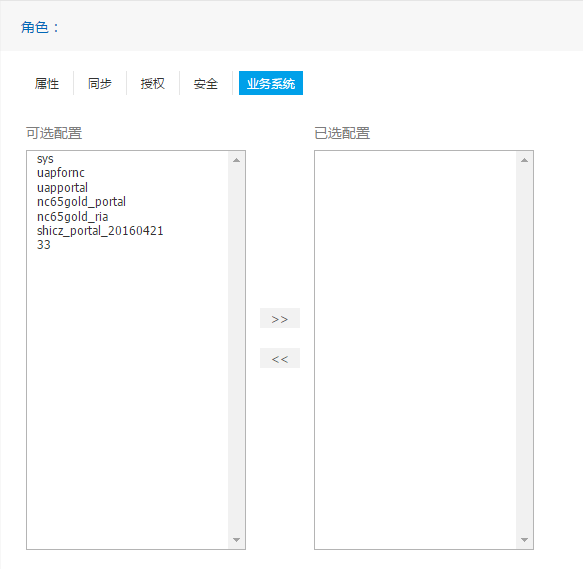 角色：
属性 同步 授权 安全 业务系统
可选配置 已选配置
sys
uapfornc
uapportal
nc65gold_portal
nc65gold_ria
shicz_portal_20160421
33
>>
<<